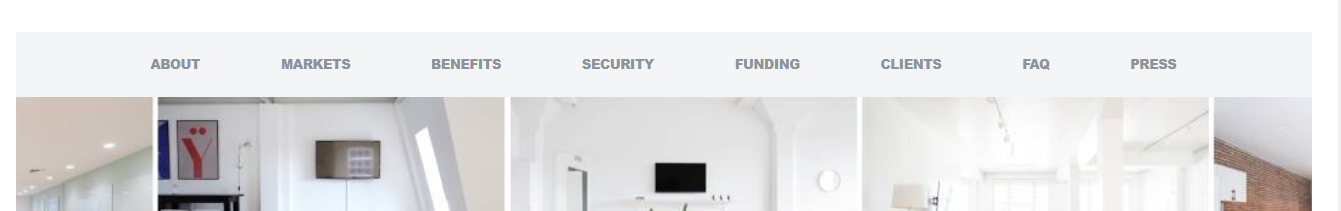 ABOUT MARKETS BENEFITS SECURITY FUNDING CLIENTS FAQ PRESS
Ÿ